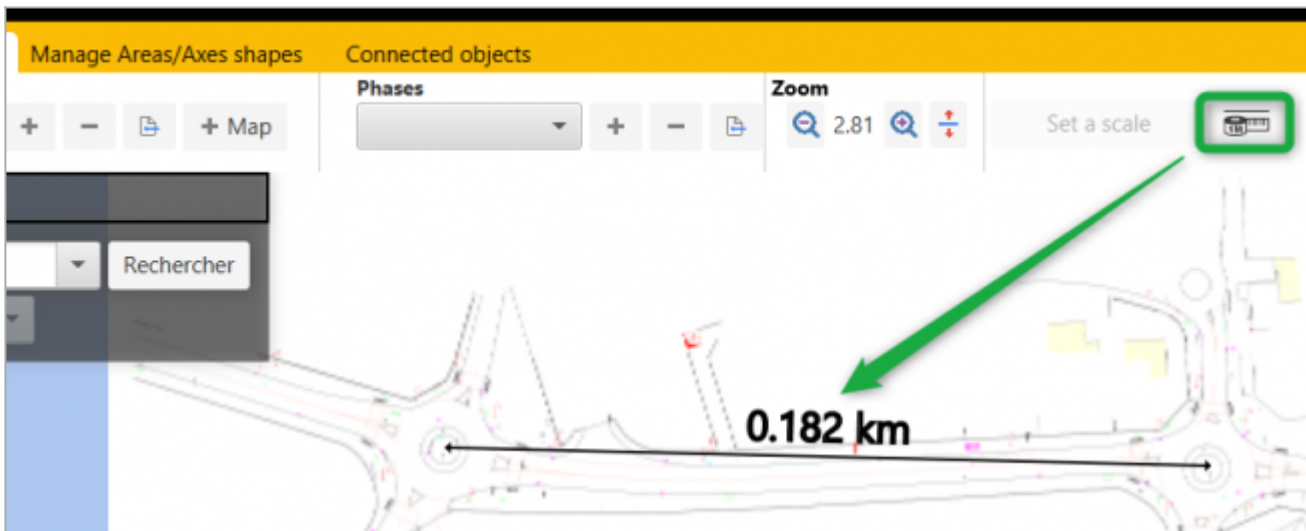 Manage Areas/Axes shapes Connected objects
Phases Zoom
+ − + Map + − 2.81 Set a scale
Rechercher
0.182 km